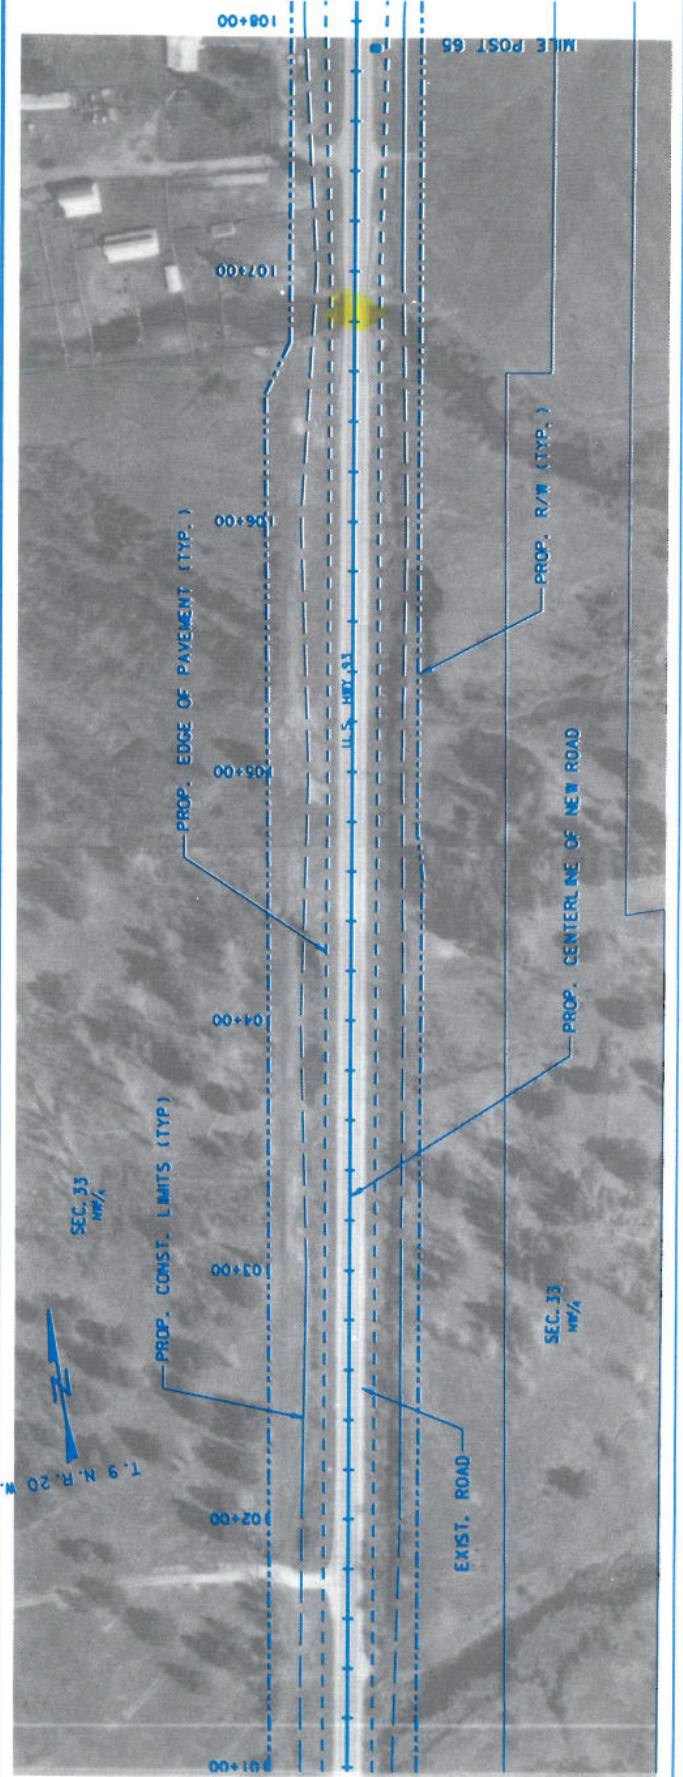 108+00
MILE POST 65
107+00
106+00
PROP. EDGE OF PAVEMENT (TYP.)
PROP. R/W (TYP.)
U.S. HWY. 93
105+00
PROP. CENTERLINE OF NEW ROAD
104+00
PROP. CONST. LIMITS (TYP)
SEC. 33
NW¼
103+00
SEC. 33
NW¼
N
T. 9 N. R. 20 W.
EXIST. ROAD
102+00
101+00